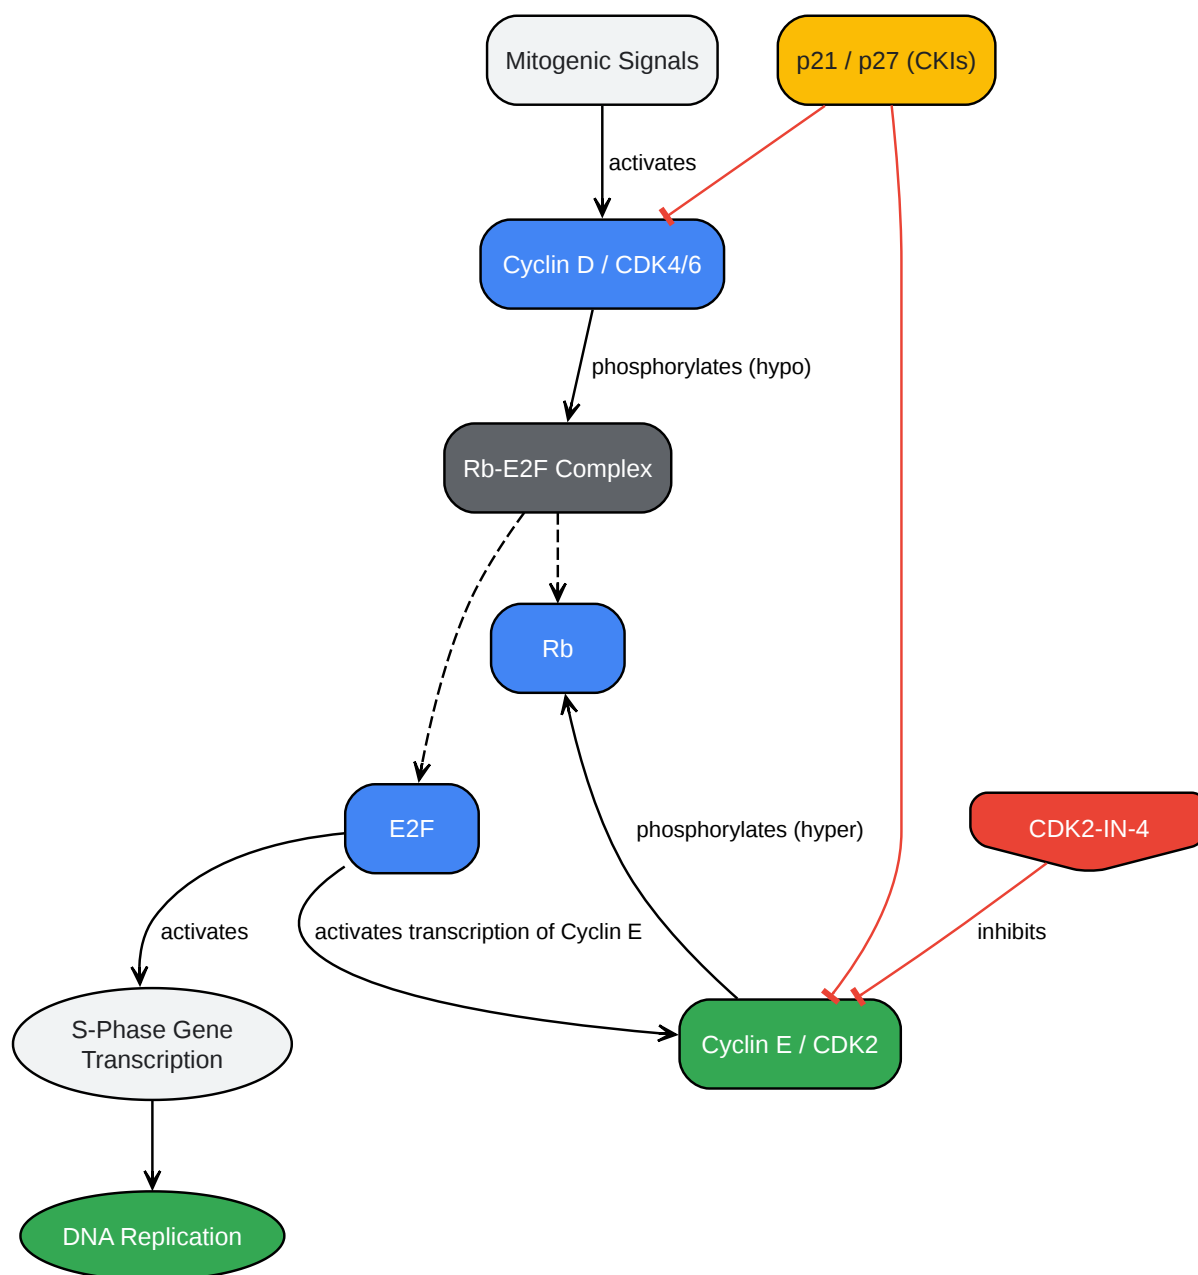 Mitogenic Signals
p21 / p27 (CKIs)
activates
Cyclin D / CDK4/6
phosphorylates (hypo)
Rb-E2F Complex
Rb
E2F
phosphorylates (hyper)
CDK2-IN-4
activates
activates transcription of Cyclin E
inhibits
S-Phase Gene
Transcription
Cyclin E / CDK2
DNA Replication